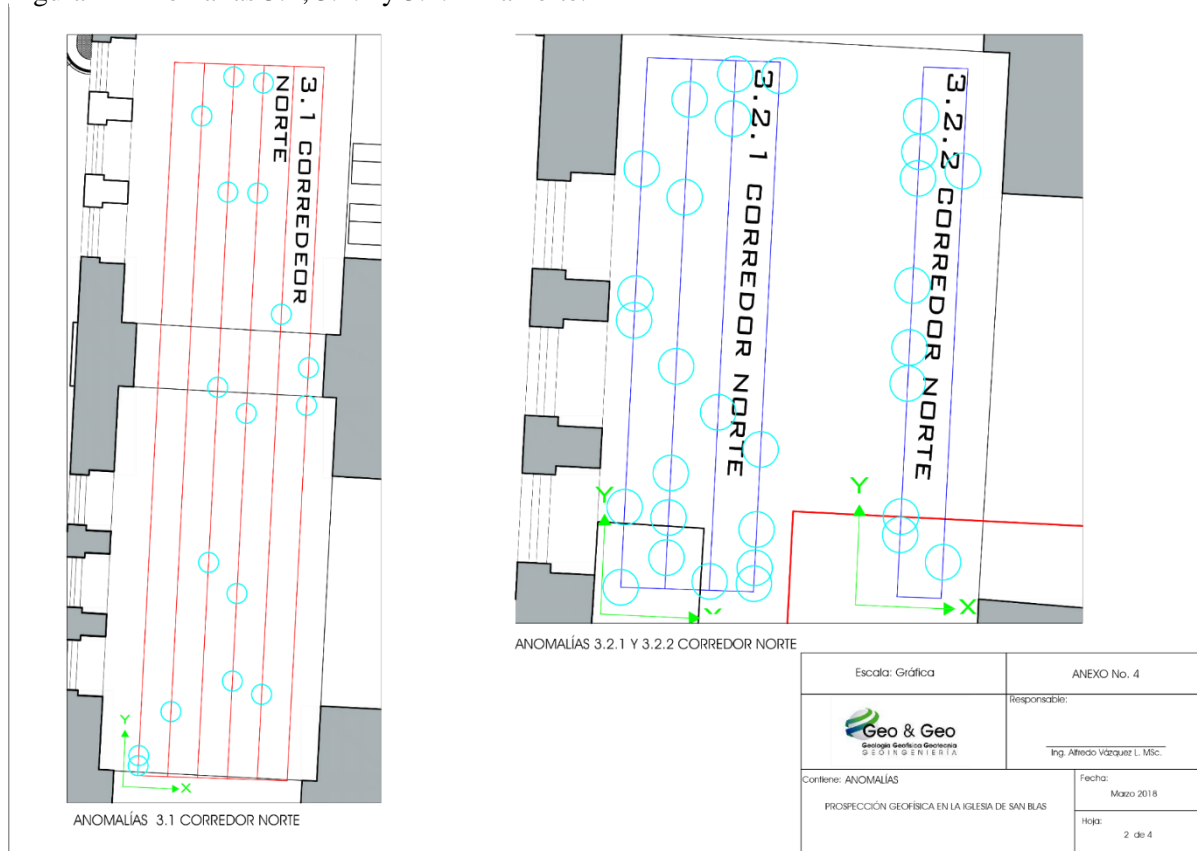 3.1 CORREDEOR
NORTE
Y
X
ANOMALÍAS 3.1 CORREDOR NORTE
3.2.1 CORREDOR NORTE
3.2.2 CORREDOR NORTE
Y
Y
X
ANOMALÍAS 3.2.1 Y 3.2.2 CORREDOR NORTE
Escala: Gráfica
ANEXO No. 4
Geo & Geo
Geología Geofísica Geotecnia
GEOINGENIERÍA
Responsable:
Ing. Alfredo Vázquez L. MSc.
Contiene: ANOMALÍAS
PROSPECCIÓN GEOFÍSICA EN LA IGLESIA DE SAN BLAS
Fecha:
Marzo 2018
Hoja:
2 de 4